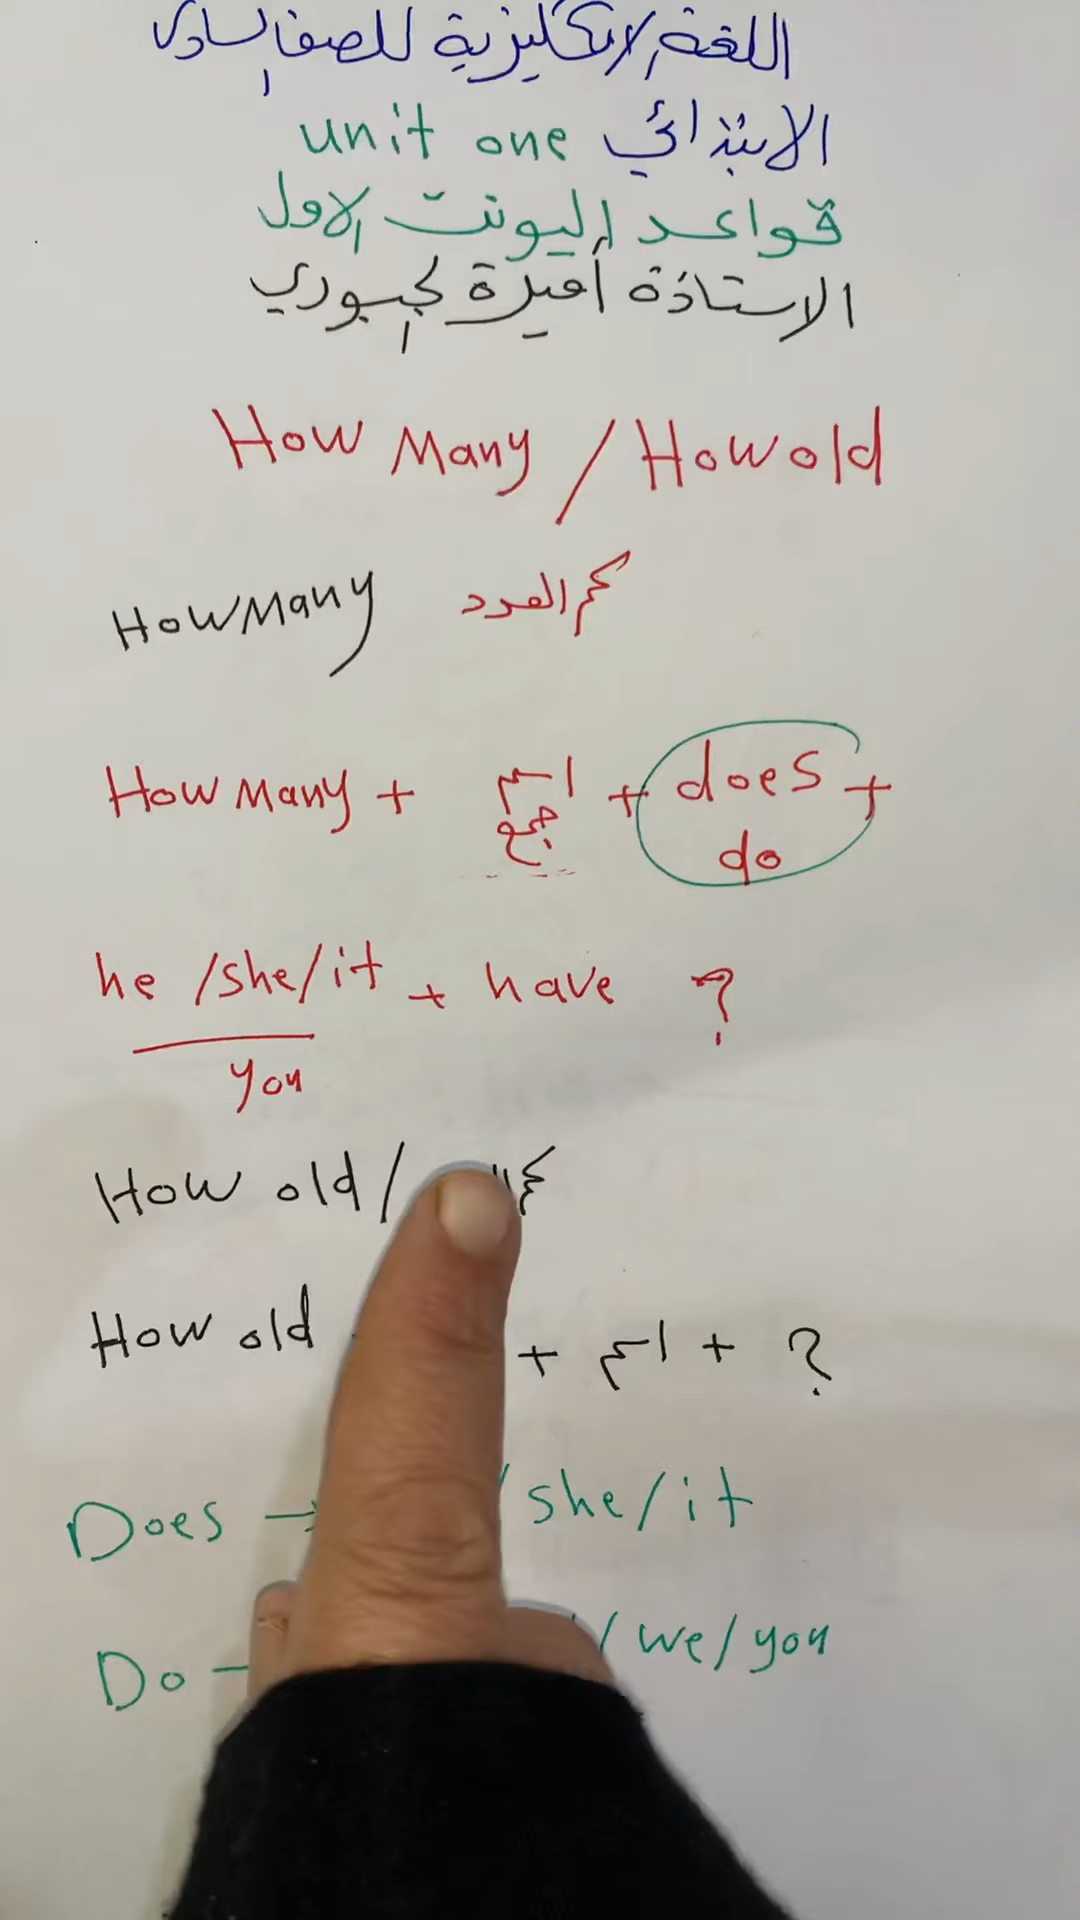 اللغة الانكليزية للصف السادس
الابتدائي unit one
قواعد اليونت الاول
الاستاذة أميرة الجبوري
How Many / How old
How Many كم العدد
How Many + اسم جمع + does do +
he /she/it + have ?
you
How old /
How old + اسم + ?
Does → / she/it
Do / we/you